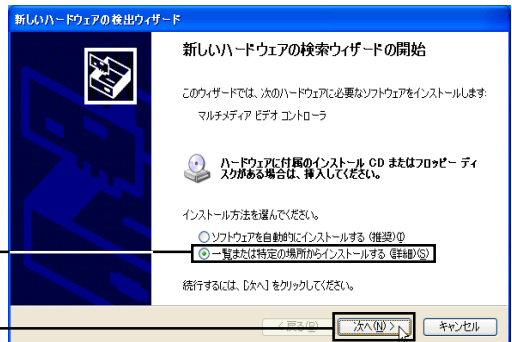 新しいハードウェアの検出ウィザード
新しいハードウェアの検索ウィザードの開始
このウィザードでは、次のハードウェアに必要なソフトウェアをインストールします:
マルチメディア ビデオ コントローラ
ハードウェアに付属のインストール CD またはフロッピー ディ
スクがある場合は、挿入してください。
インストール方法を選んでください。
ソフトウェアを自動的にインストールする (推奨)(I)
一覧または特定の場所からインストールする (詳細)(S)
続行するには、[次へ] をクリックしてください。
< 戻る(B)
次へ(N) >
キャンセル